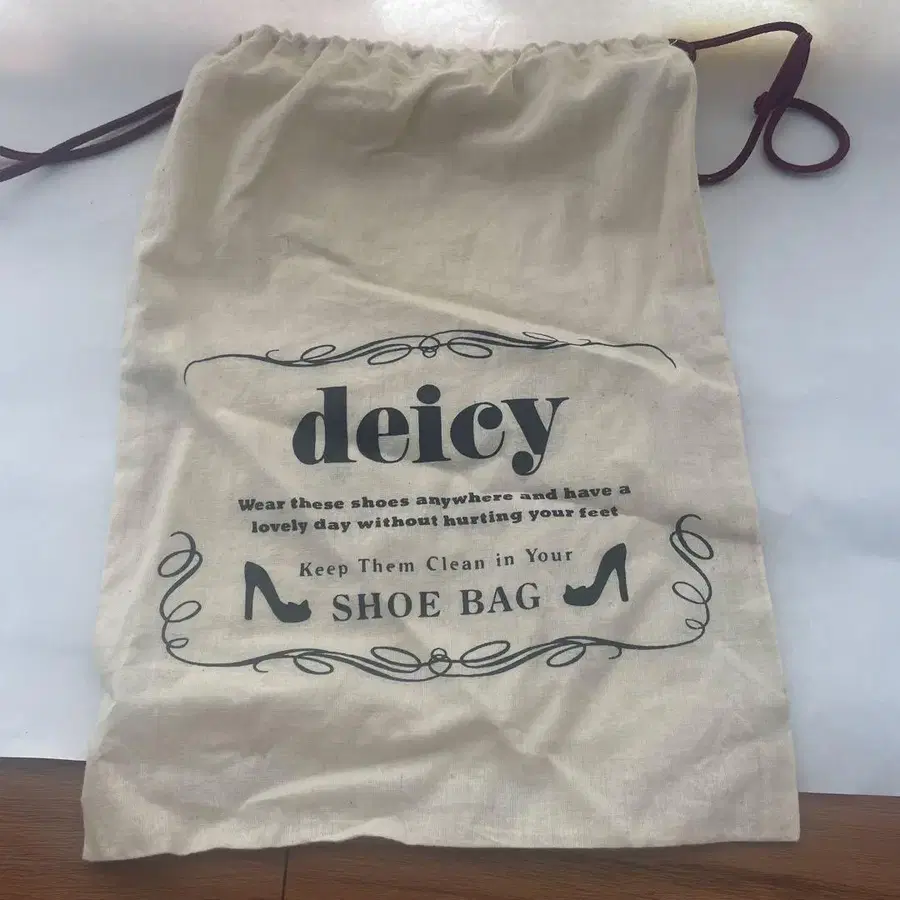 deicy
Wear these shoes anywhere and have a
lovely day without hurting your feet
Keep Them Clean in Your
SHOE BAG